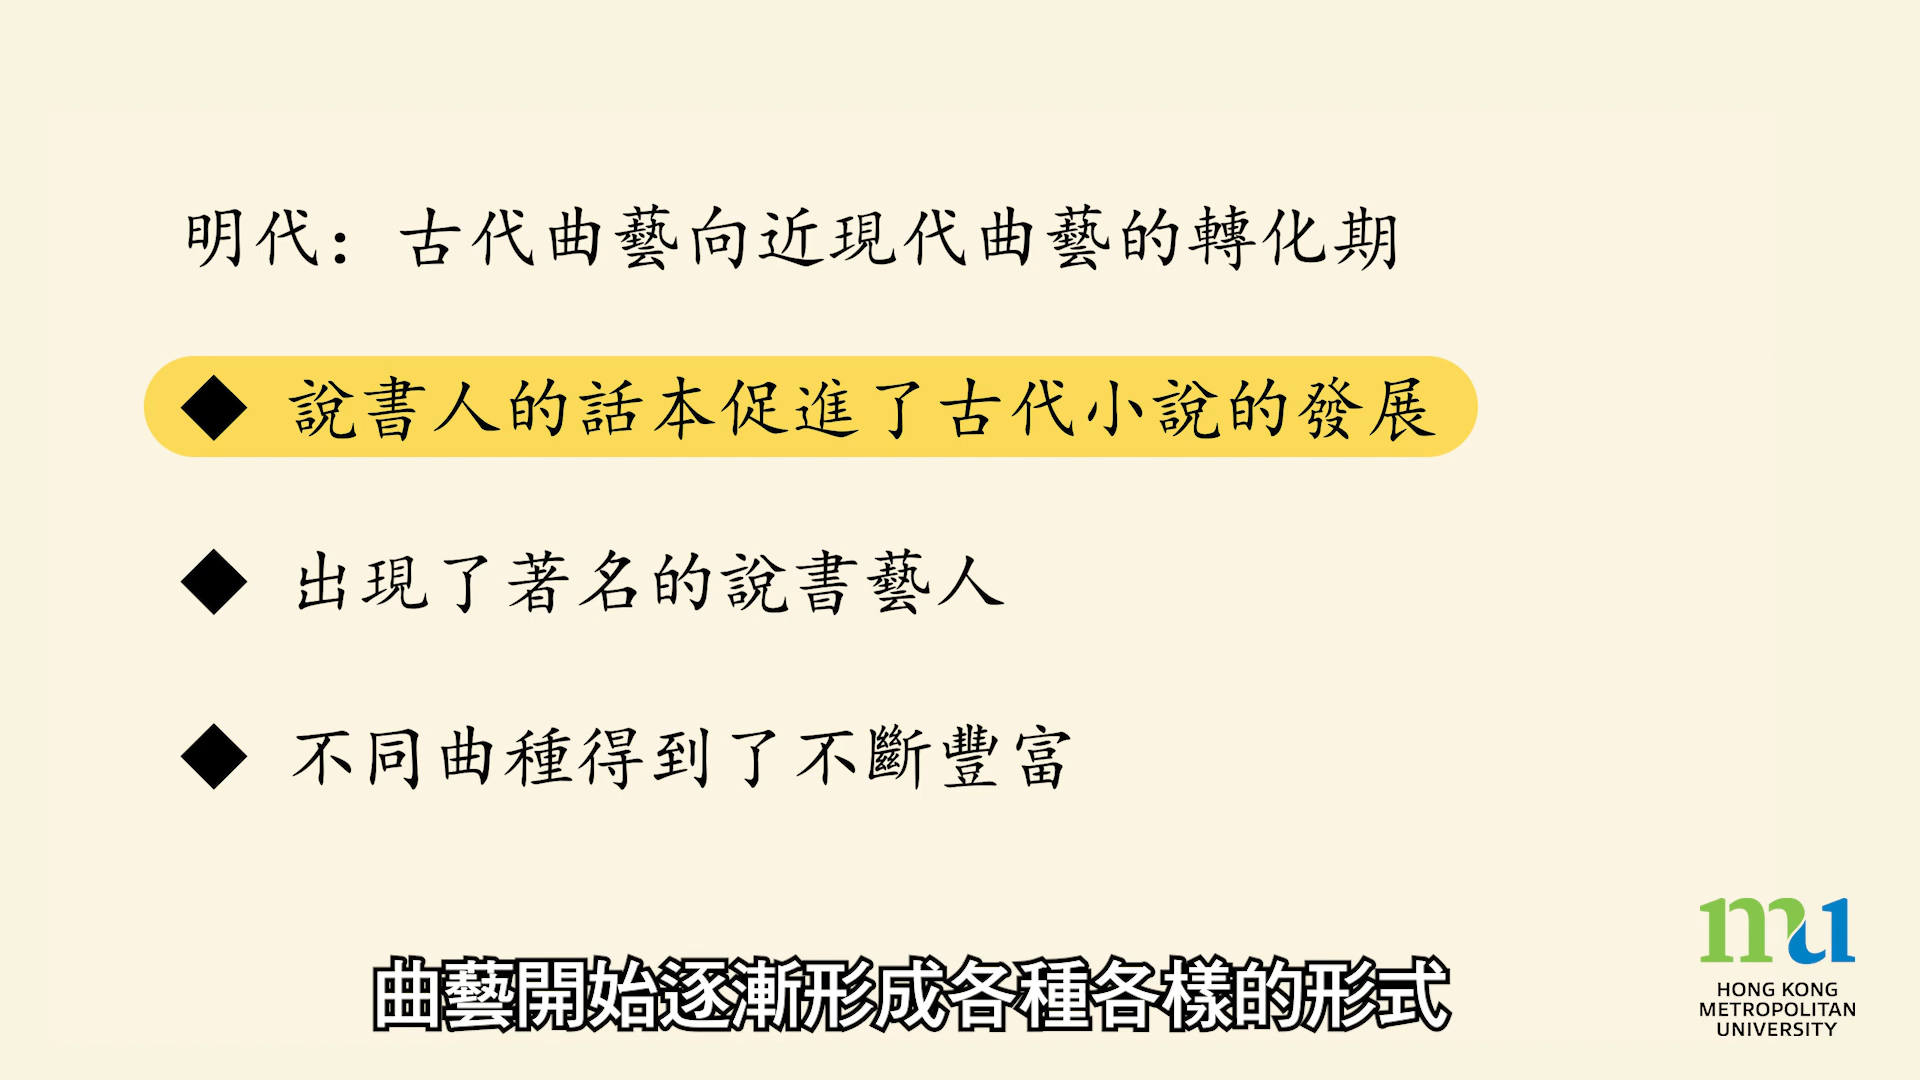 明代：古代曲藝向近現代曲藝的轉化期
◆ 說書人的話本促進了古代小說的發展
◆ 出現了著名的說書藝人
◆ 不同曲種得到了不斷豐富
曲藝開始逐漸形成各種各樣的形式
mu
HONG KONG
METROPOLITAN
UNIVERSITY